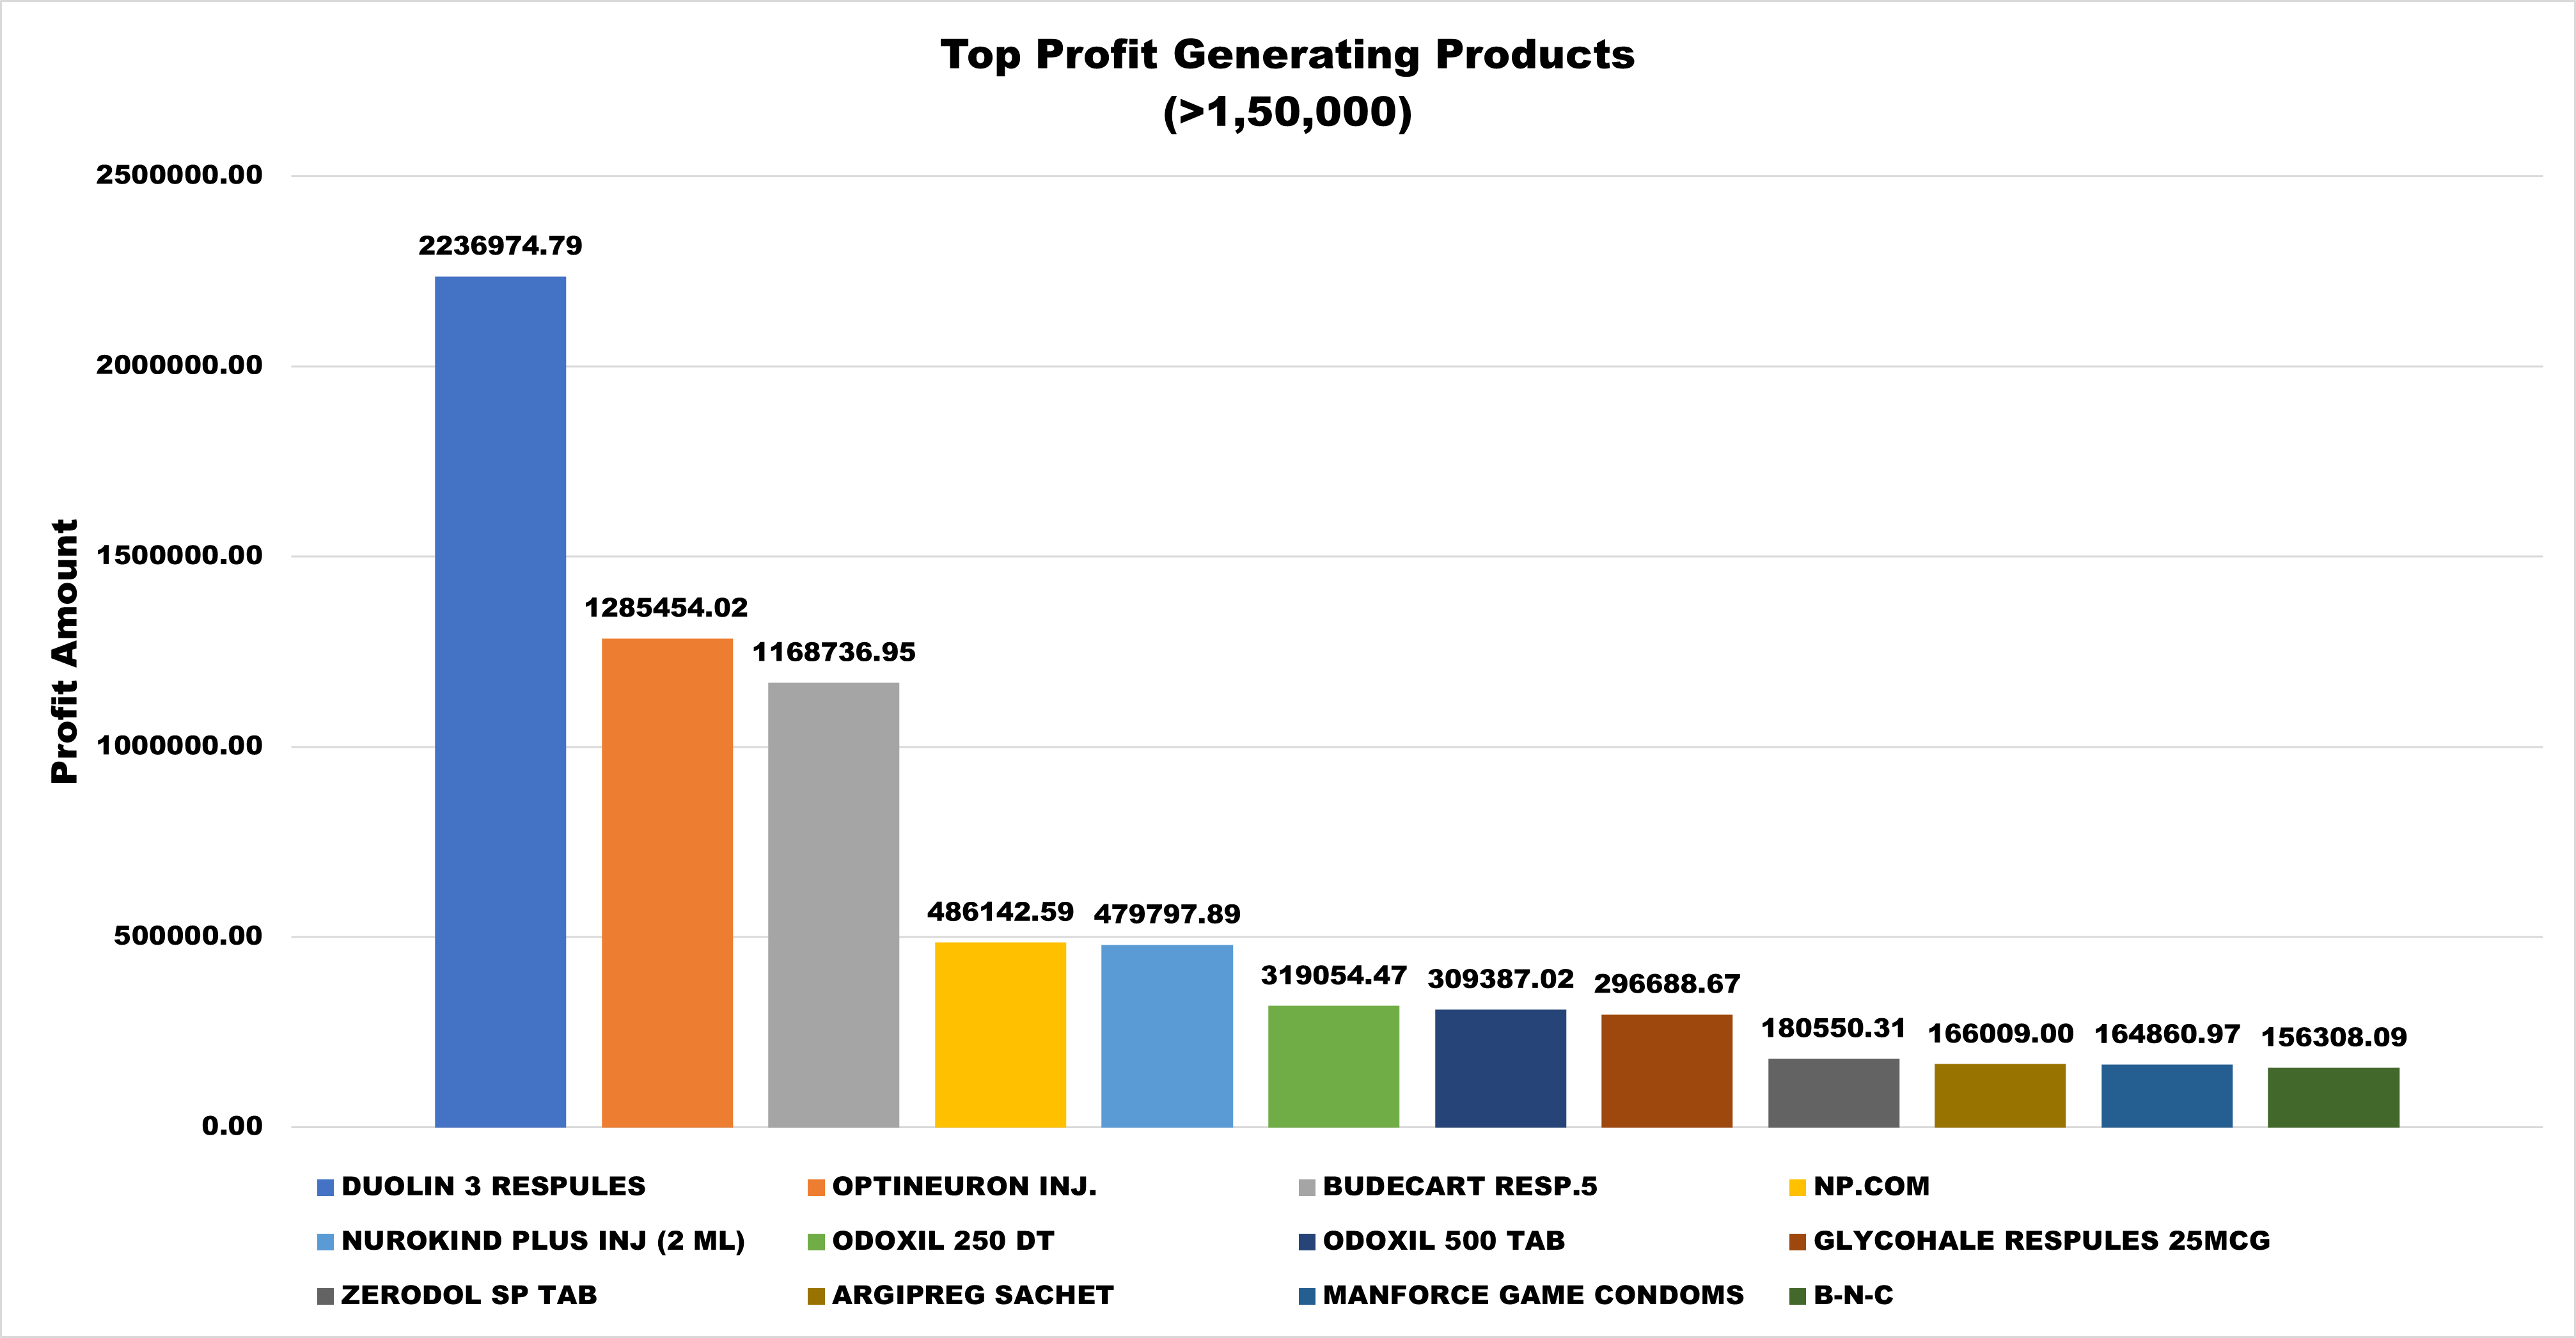 Top Profit Generating Products
(>1,50,000)
Profit Amount
2500000.00
2000000.00
1500000.00
1000000.00
500000.00
0.00
2236974.79
1285454.02
1168736.95
486142.59
479797.89
319054.47
309387.02
296688.67
180550.31
166009.00
164860.97
156308.09
DUOLIN 3 RESPULES
OPTINEURON INJ.
BUDECART RESP.5
NP.COM
NUROKIND PLUS INJ (2 ML)
ODOXIL 250 DT
ODOXIL 500 TAB
GLYCOHALE RESPULES 25MCG
ZERODOL SP TAB
ARGIPREG SACHET
MANFORCE GAME CONDOMS
B-N-C